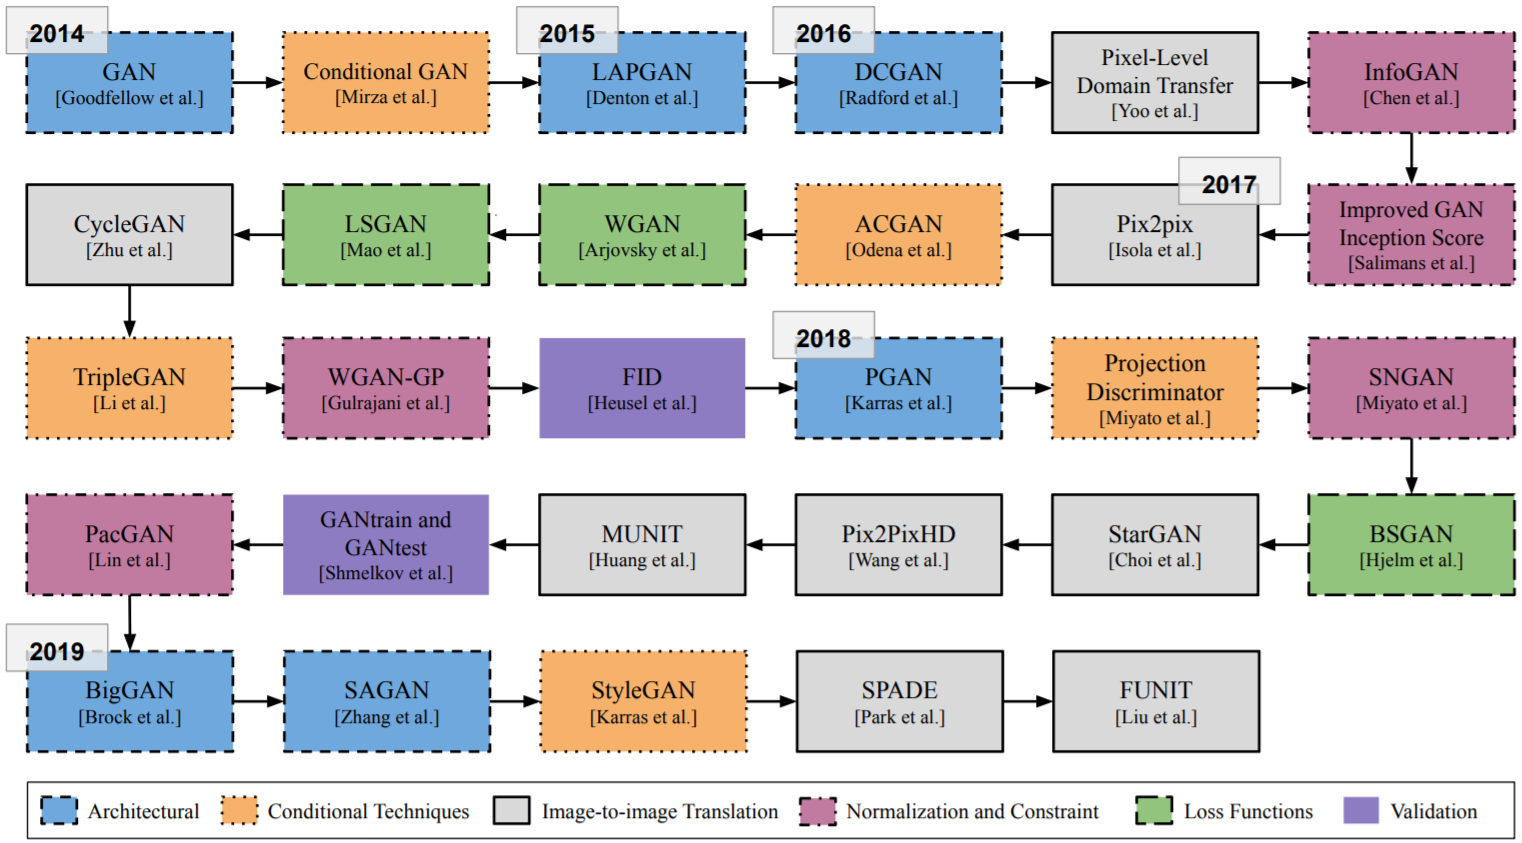 2014
GAN
[Goodfellow et al.]
Conditional GAN
[Mirza et al.]
2015
LAPGAN
[Denton et al.]
2016
DCGAN
[Radford et al.]
Pixel-Level
Domain Transfer
[Yoo et al.]
InfoGAN
[Chen et al.]
CycleGAN
[Zhu et al.]
LSGAN
[Mao et al.]
WGAN
[Arjovsky et al.]
ACGAN
[Odena et al.]
2017
Pix2pix
[Isola et al.]
Improved GAN
Inception Score
[Salimans et al.]
TripleGAN
[Li et al.]
WGAN-GP
[Gulrajani et al.]
FID
[Heusel et al.]
2018
PGAN
[Karras et al.]
Projection
Discriminator
[Miyato et al.]
SNGAN
[Miyato et al.]
PacGAN
[Lin et al.]
GANtrain and
GANtest
[Shmelkov et al.]
MUNIT
[Huang et al.]
Pix2PixHD
[Wang et al.]
StarGAN
[Choi et al.]
BSGAN
[Hjelm et al.]
2019
BigGAN
[Brock et al.]
SAGAN
[Zhang et al.]
StyleGAN
[Karras et al.]
SPADE
[Park et al.]
FUNIT
[Liu et al.]
Architectural
Conditional Techniques
Image-to-image Translation
Normalization and Constraint
Loss Functions
Validation